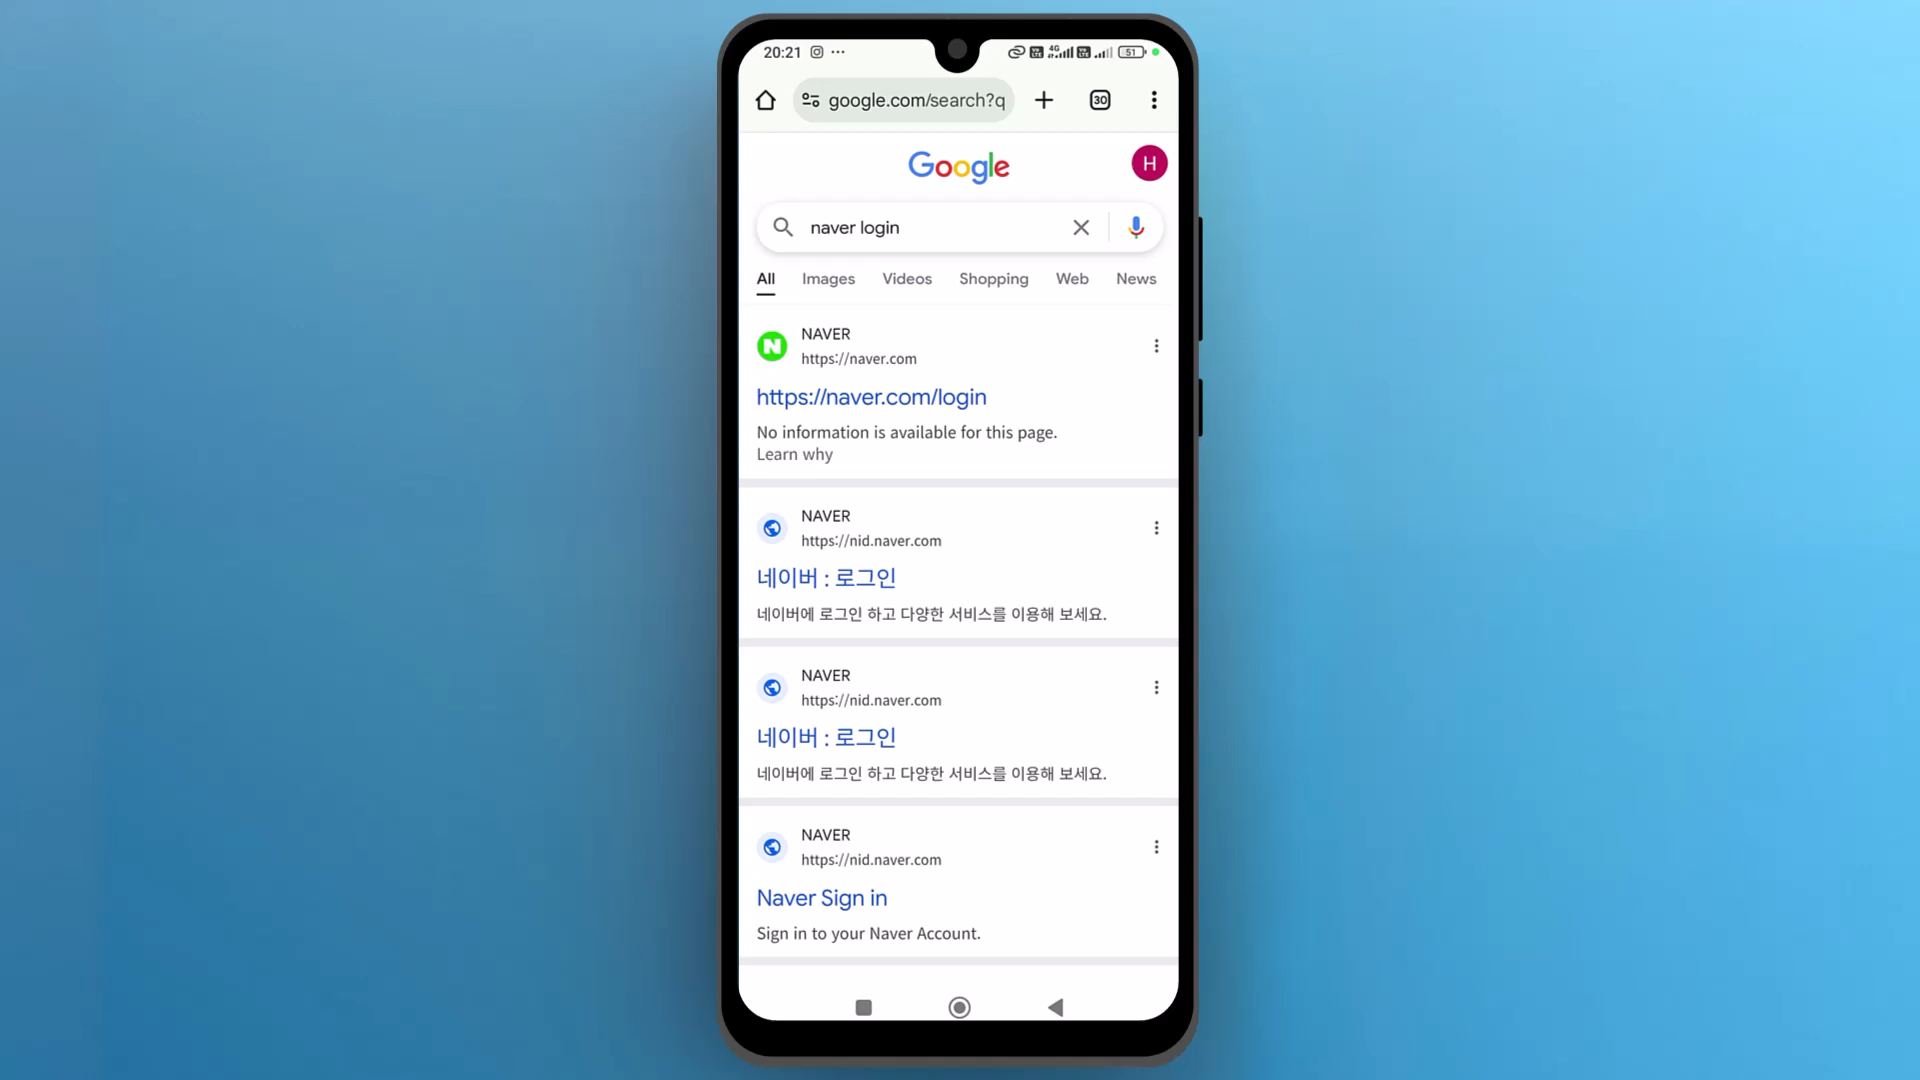 20:21
51
google.com/search?q
30
Google
H
naver login
All Images Videos Shopping Web News
N
NAVER
https://naver.com
https://naver.com/login
No information is available for this page.
Learn why
NAVER
https://nid.naver.com
네이버 : 로그인
네이버에 로그인 하고 다양한 서비스를 이용해 보세요.
NAVER
https://nid.naver.com
네이버 : 로그인
네이버에 로그인 하고 다양한 서비스를 이용해 보세요.
NAVER
https://nid.naver.com
Naver Sign in
Sign in to your Naver Account.